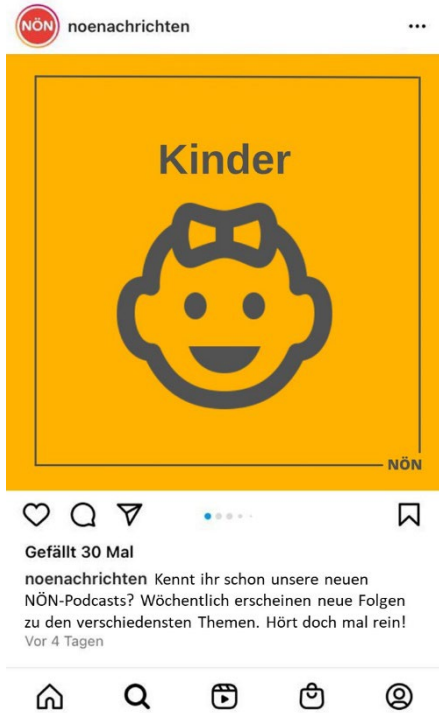 NÖN
noenachrichten
Kinder
NÖN
Gefällt 30 Mal
noenachrichten Kennt ihr schon unsere neuen
NÖN-Podcasts? Wöchentlich erscheinen neue Folgen
zu den verschiedensten Themen. Hört doch mal rein!
Vor 4 Tagen